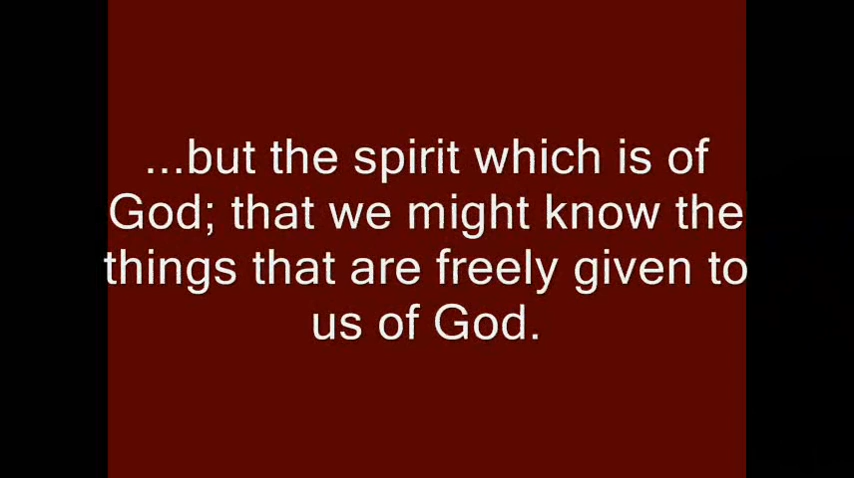 ...but the spirit which is of
God; that we might know the
things that are freely given to
us of God.